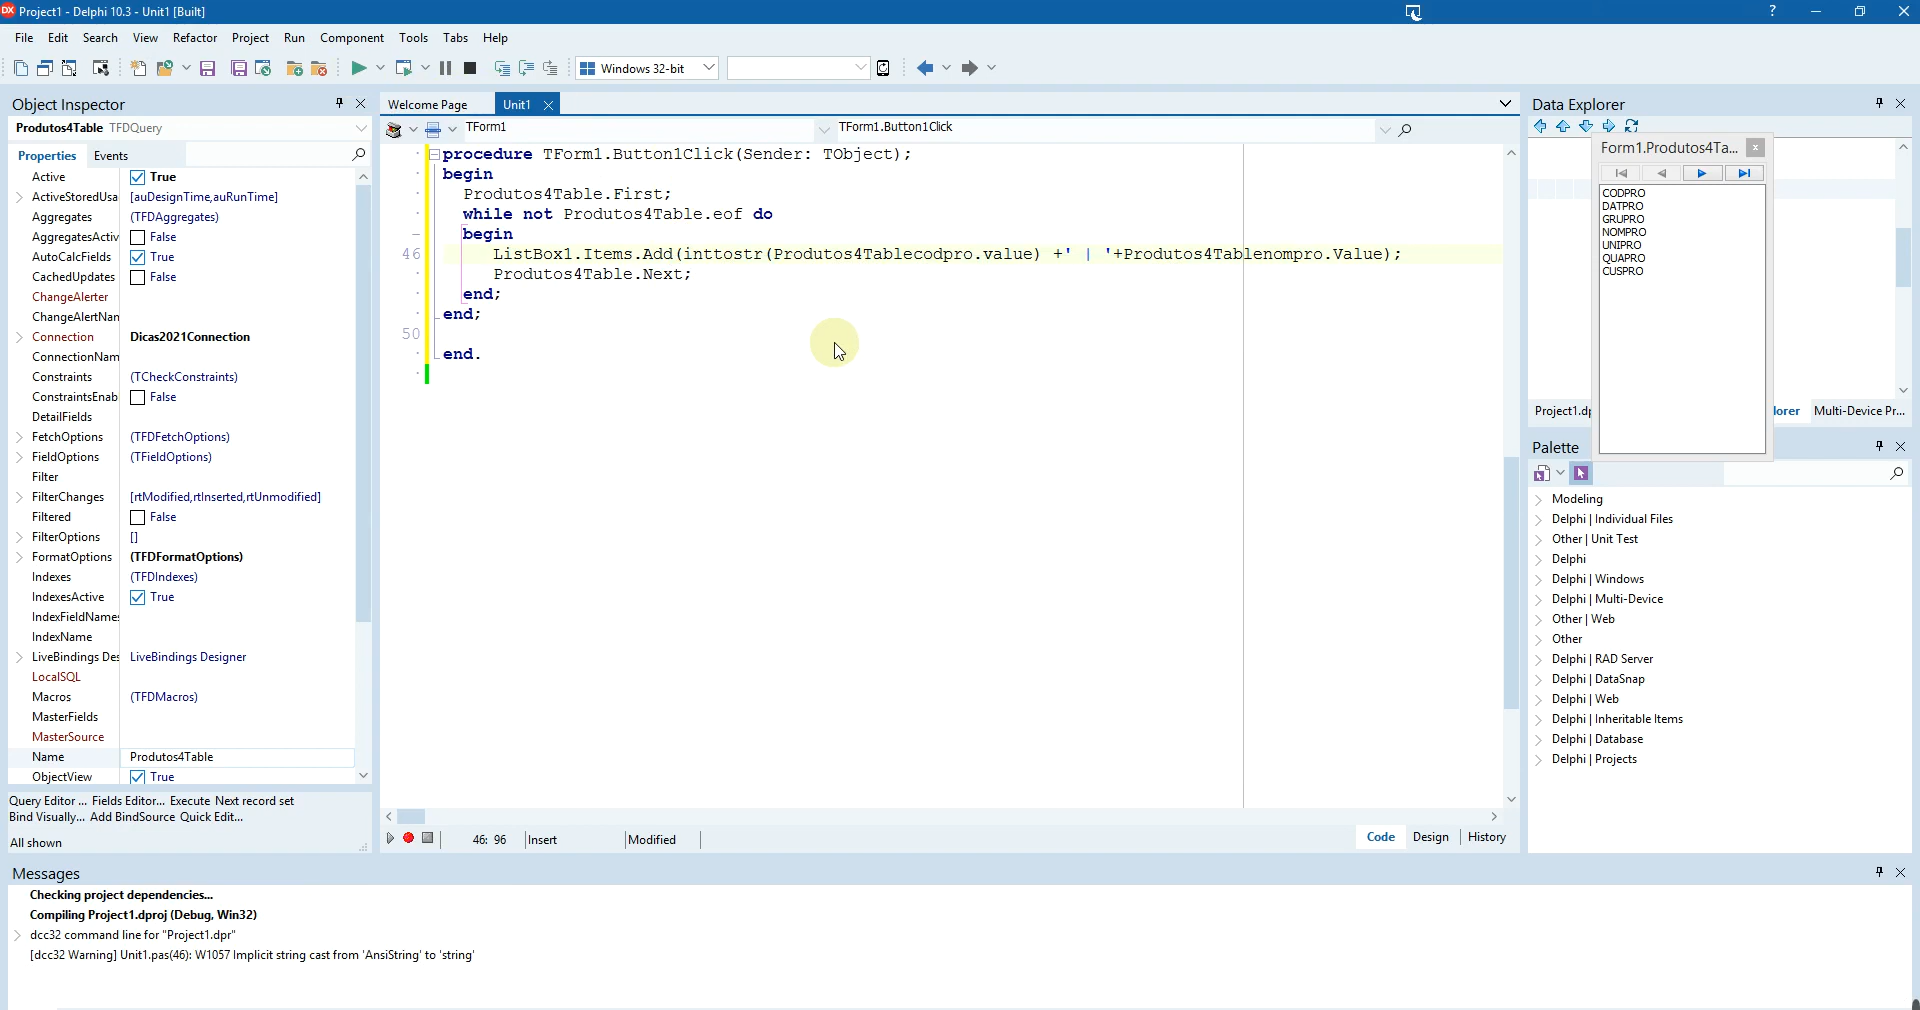 DX Project1 - Delphi 10.3 - Unit1 [Built]
?
File Edit Search View Refactor Project Run Component Tools Tabs Help
Windows 32-bit
Object Inspector
Produtos4Table TFDQuery
Properties Events
Active True
ActiveStoredUsa [auDesignTime,auRunTime]
Aggregates (TFDAggregates)
AggregatesActiv False
AutoCalcFields True
CachedUpdates False
ChangeAlerter
ChangeAlertNan
Connection Dicas2021Connection
ConnectionNam
Constraints (TCheckConstraints)
ConstraintsEnab False
DetailFields
FetchOptions (TFDFetchOptions)
FieldOptions (TFieldOptions)
Filter
FilterChanges [rtModified,rtInserted,rtUnmodified]
Filtered False
FilterOptions []
FormatOptions (TFDFormatOptions)
Indexes (TFDIndexes)
IndexesActive True
IndexFieldNames
IndexName
LiveBindings Des LiveBindings Designer
LocalSQL
Macros (TFDMacros)
MasterFields
MasterSource
Name Produtos4Table
ObjectView True
Query Editor ... Fields Editor... Execute Next record set
Bind Visually... Add BindSource Quick Edit...
All shown
Welcome Page Unit1
TForm1 TForm1.Button1Click
procedure TForm1.Button1Click(Sender: TObject);
begin
Produtos4Table.First;
while not Produtos4Table.eof do
begin
46 ListBox1.Items.Add(inttostr(Produtos4Tablecodpro.value) +' | '+Produtos4Tablenompro.Value);
Produtos4Table.Next;
end;
end;
50
end.
46: 96 Insert Modified
Code Design History
Data Explorer
Form1.Produtos4Ta...
CODPRO
DATPRO
GRUPRO
NOMPRO
UNIPRO
QUAPRO
CUSPRO
Project1.dp lorer Multi-Device Pr...
Palette
Modeling
Delphi | Individual Files
Other | Unit Test
Delphi
Delphi | Windows
Delphi | Multi-Device
Other | Web
Other
Delphi | RAD Server
Delphi | DataSnap
Delphi | Web
Delphi | Inheritable Items
Delphi | Database
Delphi | Projects
Messages
Checking project dependencies...
Compiling Project1.dproj (Debug, Win32)
dcc32 command line for "Project1.dpr"
[dcc32 Warning] Unit1.pas(46): W1057 Implicit string cast from 'AnsiString' to 'string'